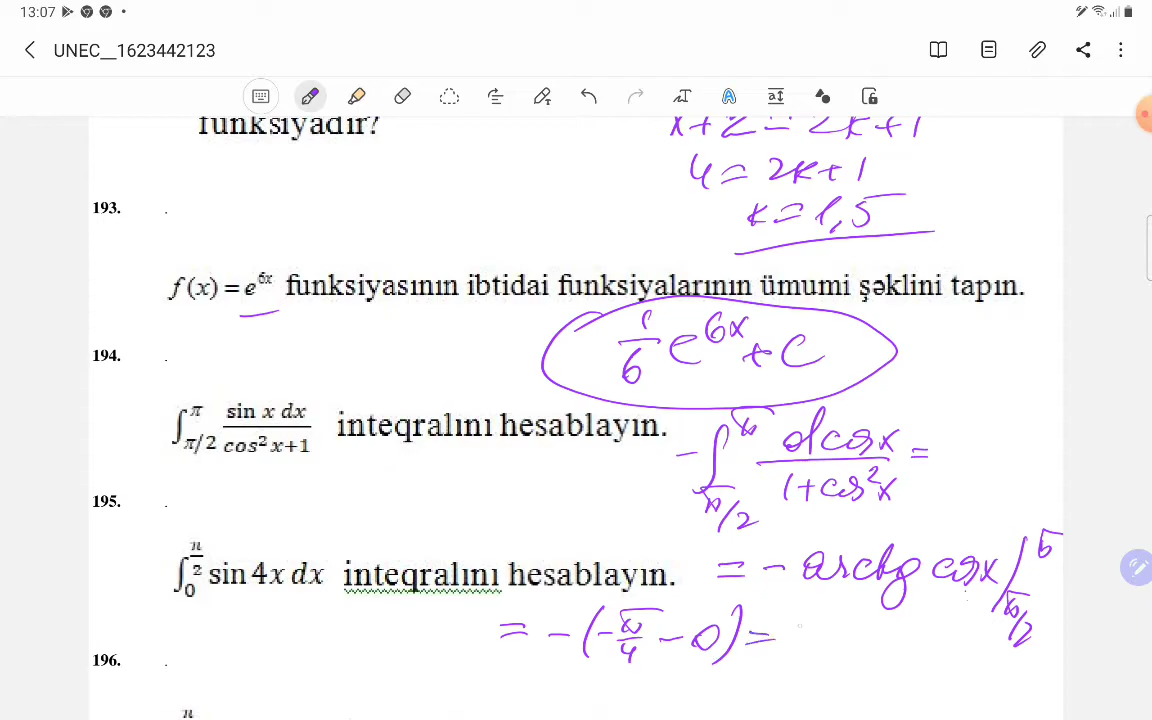 13:07
UNEC__1623442123
funksiyadır?
x+2=2k+1
4=2k+1
193. .
k=1,5
f(x) = e^{6x} funksiyasının ibtidai funksiyalarının ümumi şəklini tapın.
1/6 e^{6x} + C
194. .
∫_{π/2}^{π} sin x dx / cos² x+1 inteqralını hesablayın.
- ∫_{π/2}^{π} dcosx / 1+cos²x =
195. .
∫_0^{π/2} sin 4x dx inteqralını hesablayın.
= - arctg cosx /_{π/2}^{π}
= -(-π/4 - 0) =
196. .